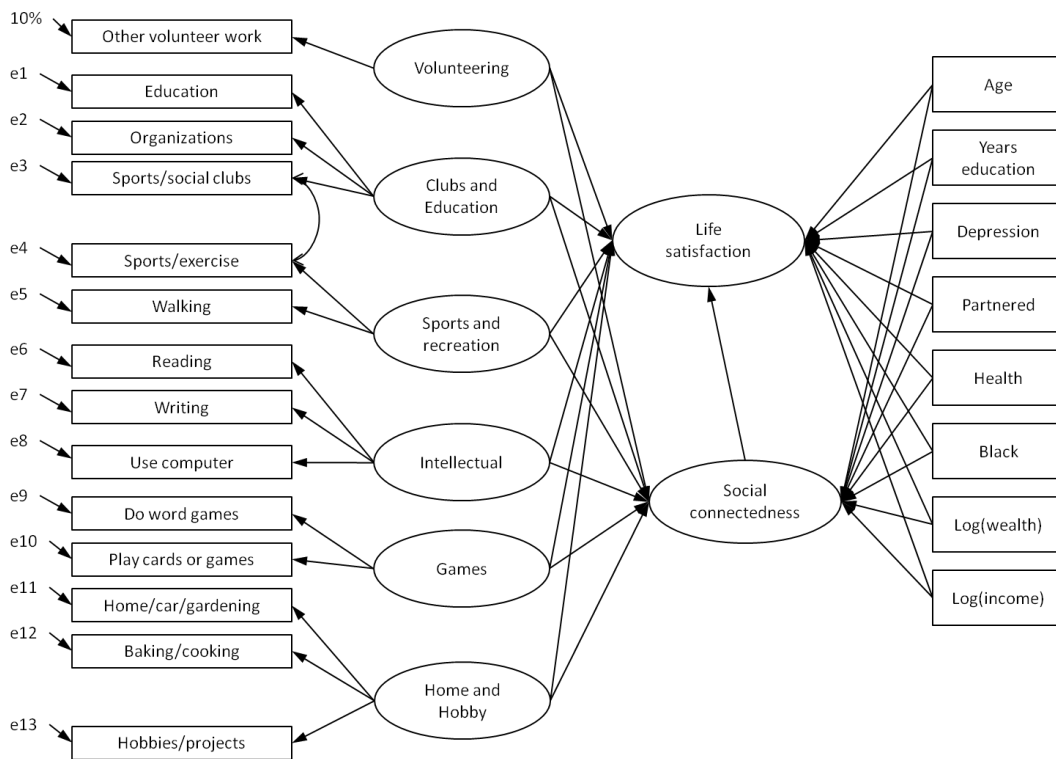 10%
Other volunteer work
e1
Education
e2
Organizations
e3
Sports/social clubs
e4
Sports/exercise
e5
Walking
e6
Reading
e7
Writing
e8
Use computer
e9
Do word games
e10
Play cards or games
e11
Home/car/gardening
e12
Baking/cooking
e13
Hobbies/projects
Volunteering
Clubs and
Education
Sports and
recreation
Intellectual
Games
Home and
Hobby
Life
satisfaction
Social
connectedness
Age
Years
education
Depression
Partnered
Health
Black
Log(wealth)
Log(income)